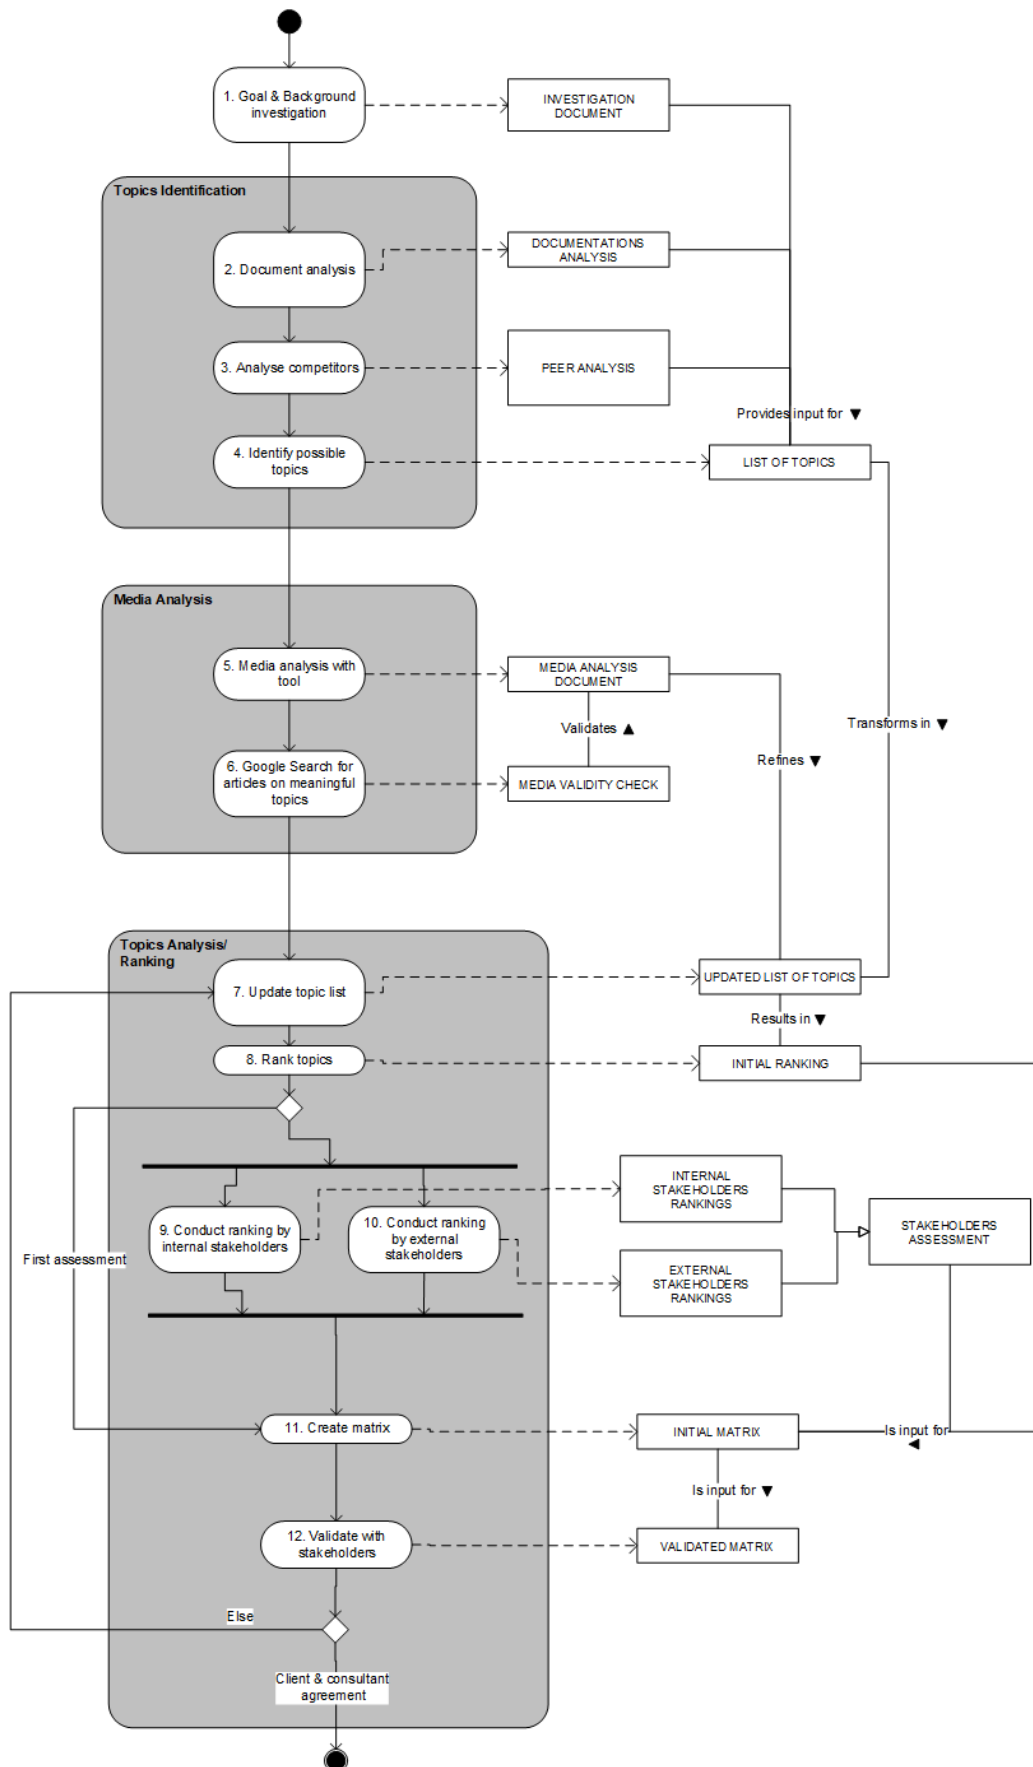 1. Goal & Background
investigation
INVESTIGATION
DOCUMENT
Topics Identification
2. Document analysis
DOCUMENTATIONS
ANALYSIS
3. Analyse competitors
PEER ANALYSIS
Provides input for ▼
4. Identify possible
topics
LIST OF TOPICS
Media Analysis
5. Media analysis with
tool
MEDIA ANALYSIS
DOCUMENT
Validates ▲
Refines ▼
Transforms in ▼
6. Google Search for
articles on meaningful
topics
MEDIA VALIDITY CHECK
Topics Analysis/
Ranking
7. Update topic list
UPDATED LIST OF TOPICS
Results in ▼
8. Rank topics
INITIAL RANKING
First assessment
9. Conduct ranking by
internal stakeholders
10. Conduct ranking
by external
stakeholders
INTERNAL
STAKEHOLDERS
RANKINGS
EXTERNAL
STAKEHOLDERS
RANKINGS
STAKEHOLDERS
ASSESSMENT
11. Create matrix
INITIAL MATRIX
Is input for
◄
Is input for ▼
12. Validate with
stakeholders
VALIDATED MATRIX
Else
Client & consultant
agreement